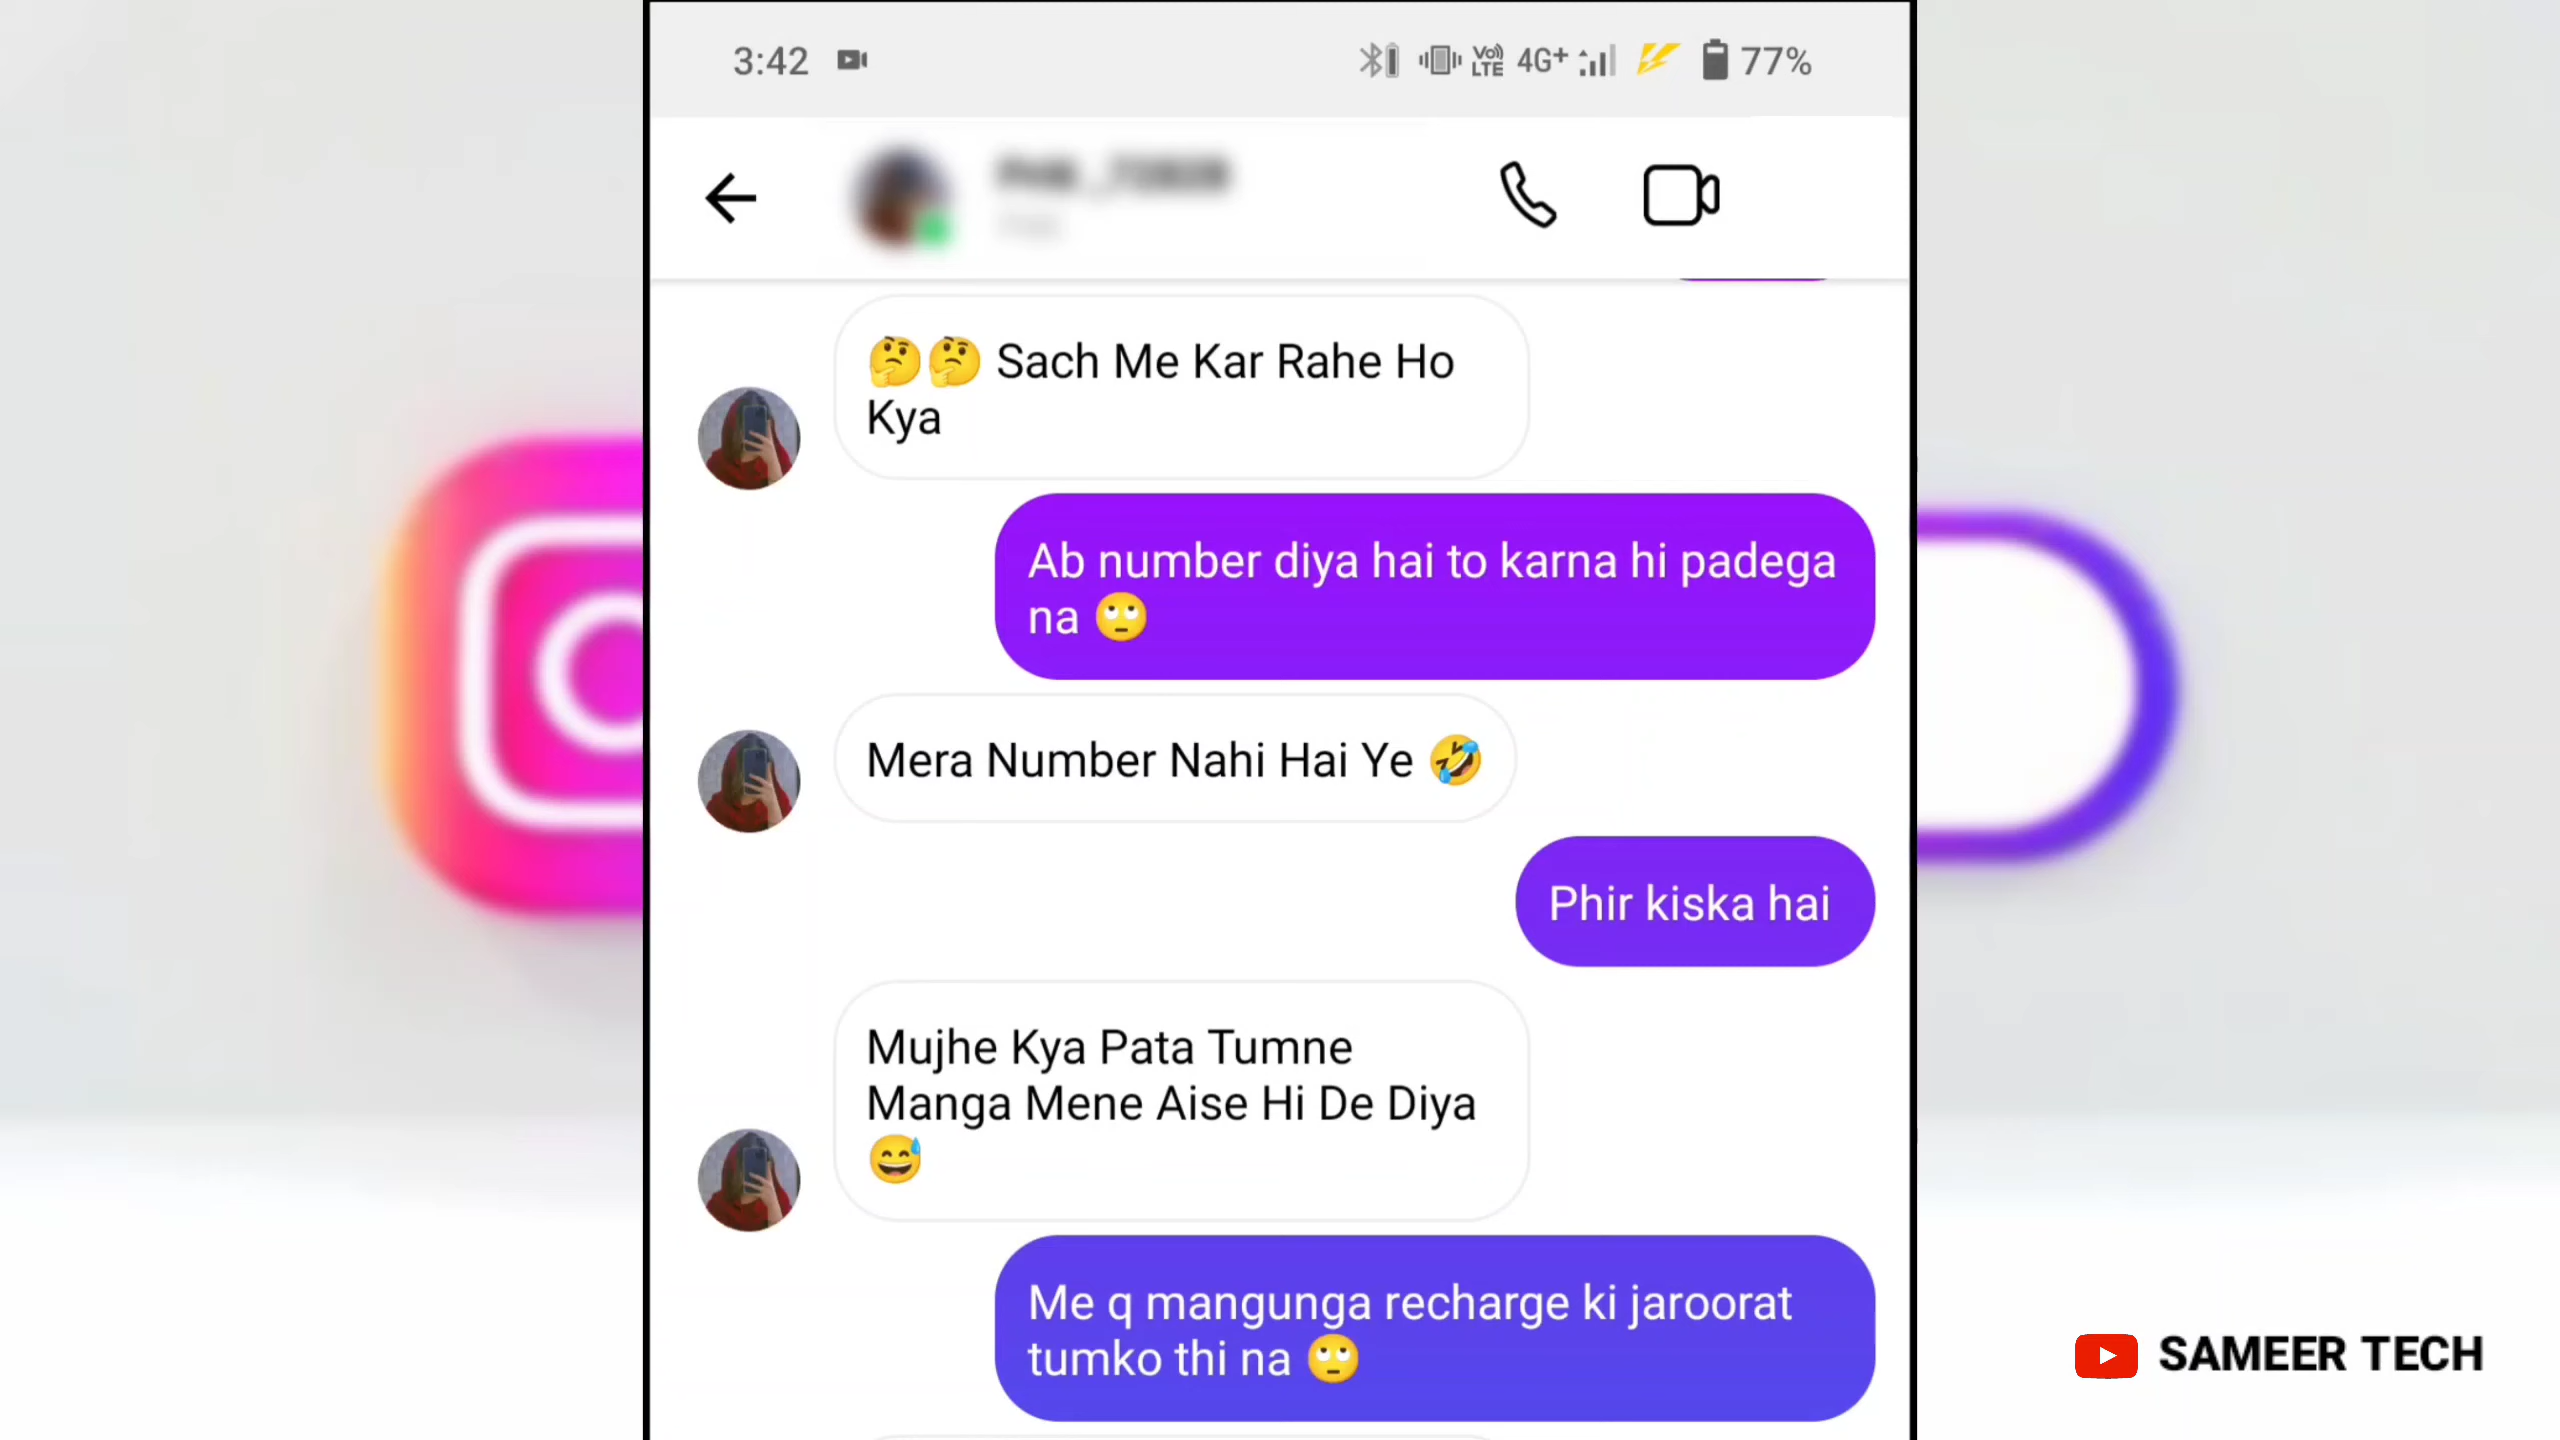 3:42
Vo)) LTE 4G+ 77%
🤔🤔 Sach Me Kar Rahe Ho
Kya
Ab number diya hai to karna hi padega
na 🙄
Mera Number Nahi Hai Ye 🤣
Phir kiska hai
Mujhe Kya Pata Tumne
Manga Mene Aise Hi De Diya
😅
Me q mangunga recharge ki jaroorat
tumko thi na 🙄
SAMEER TECH